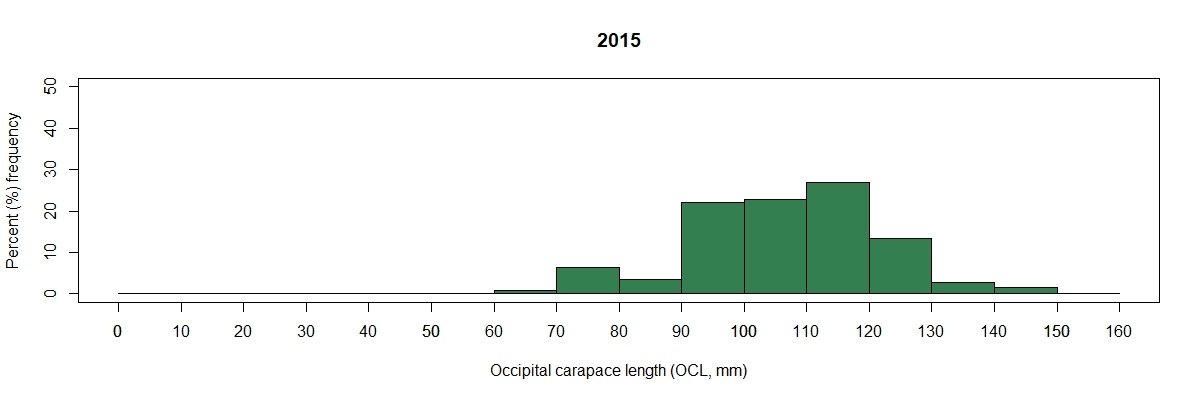 2015
Percent (%) frequency
50
40
30
20
10
0
0 10 20 30 40 50 60 70 80 90 100 110 120 130 140 150 160
Occipital carapace length (OCL, mm)